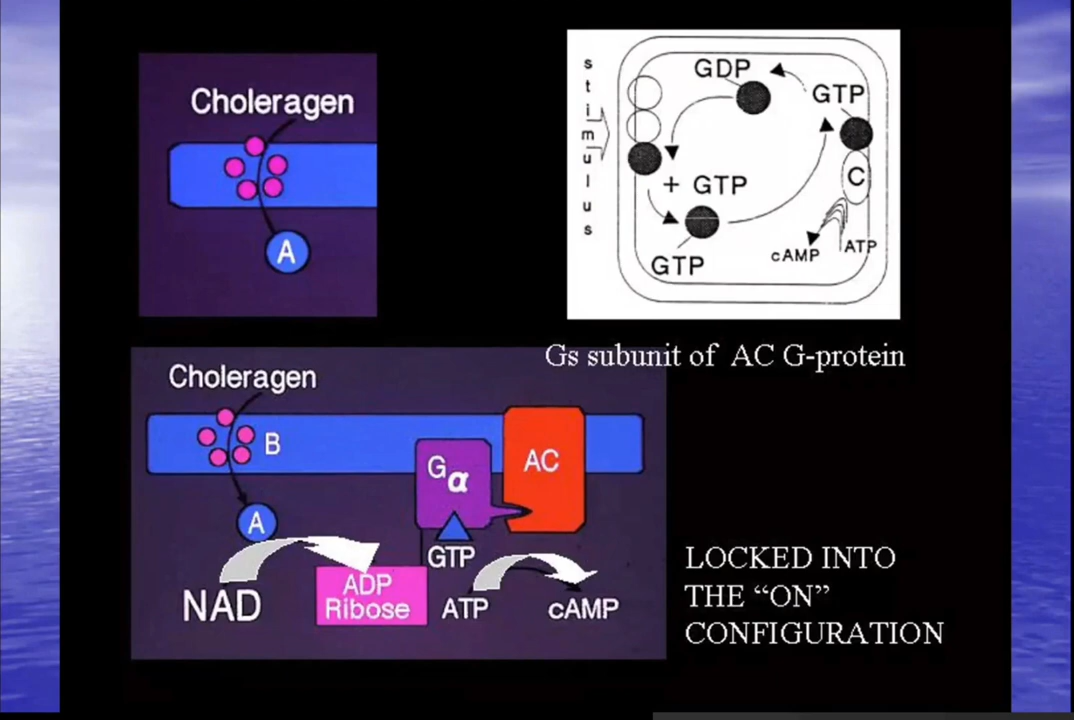 Choleragen
A
stimulus
GDP
GTP
+ GTP
C
GTP
cAMP
ATP
Gs subunit of AC G-protein
Choleragen
B
Gα
AC
A
GTP
NAD
ADP
Ribose
ATP
cAMP
LOCKED INTO
THE “ON”
CONFIGURATION